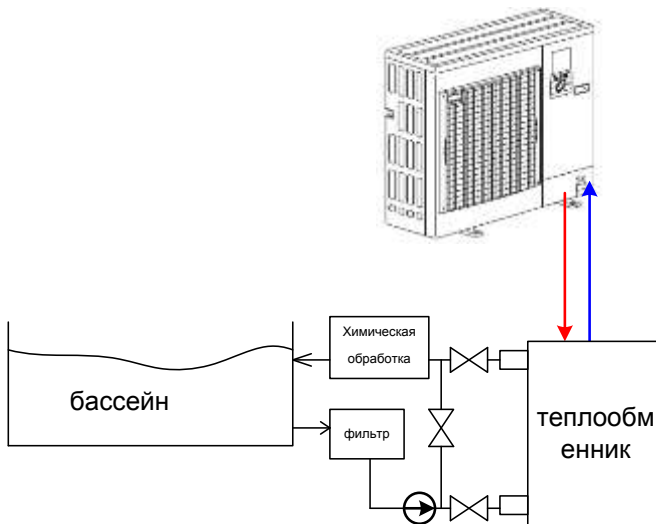 Химическая
обработка
бассейн
фильтр
теплообм
енник